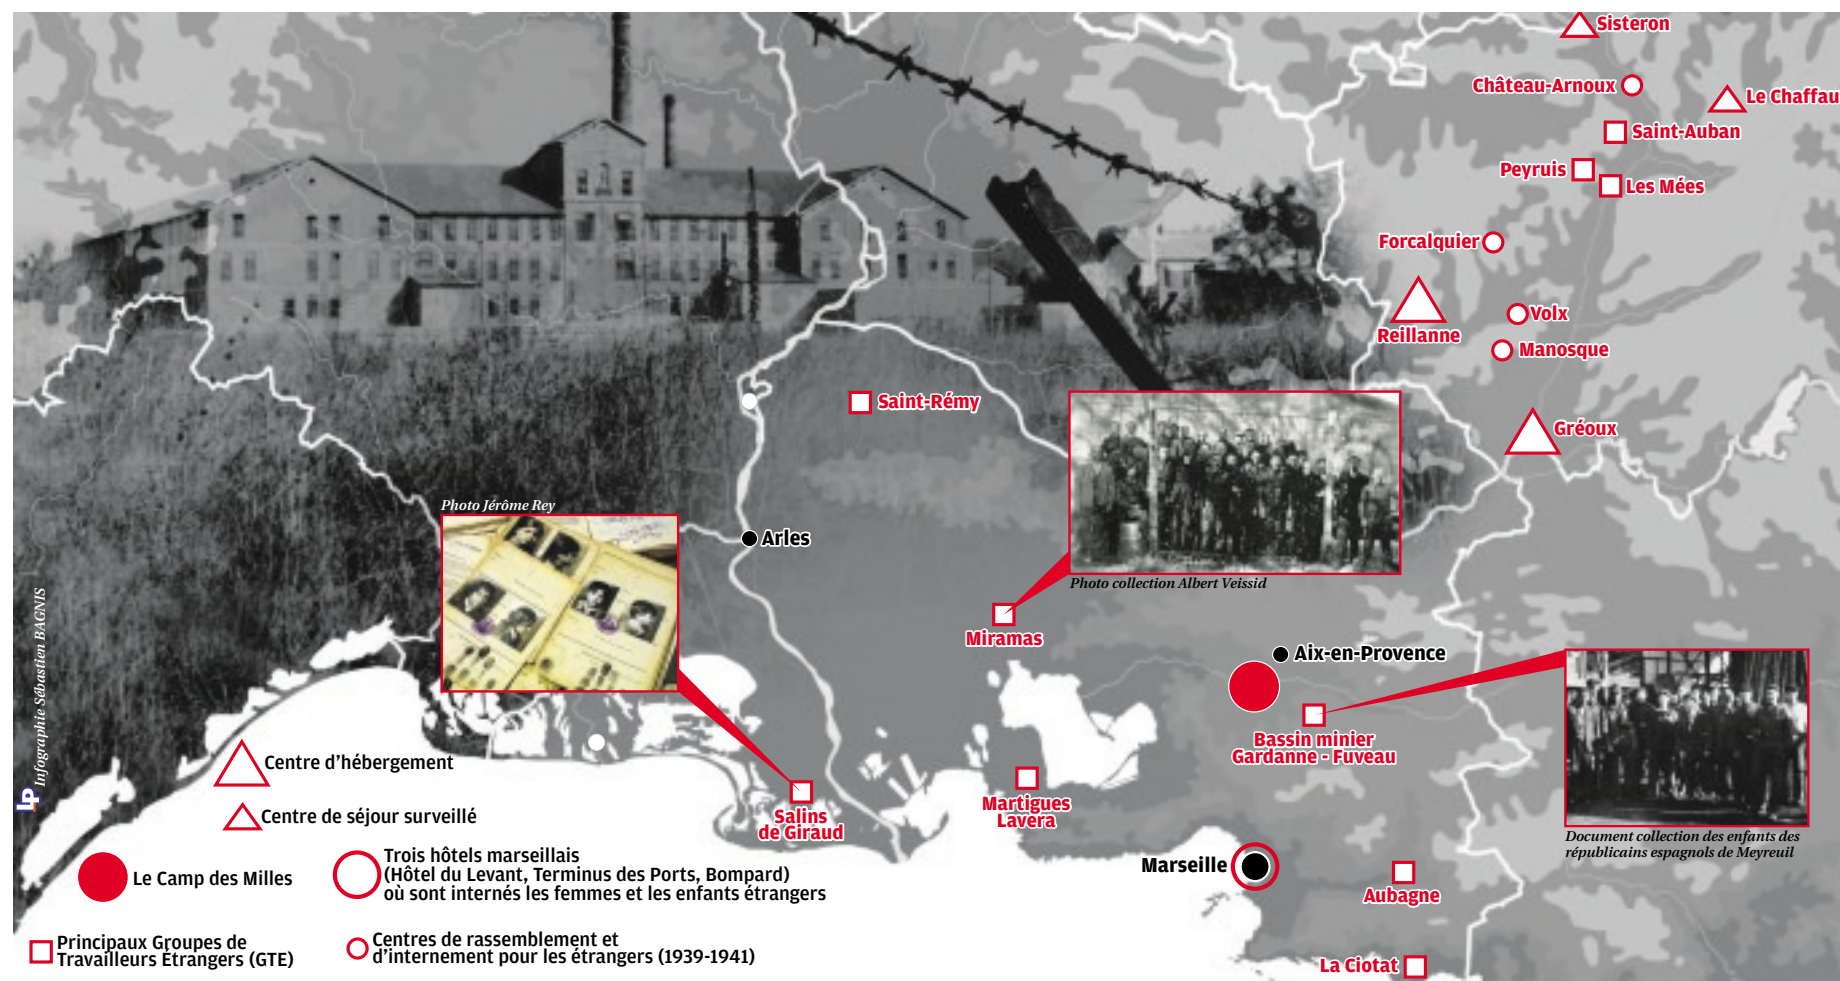 Sisteron
Château-Arnoux
Le Chaffau
Saint-Auban
Peyruis
Les Mées
Forcalquier
Reillanne
Volx
Manosque
Saint-Rémy
Gréoux
Photo Jérôme Rey
Arles
Photo collection Albert Veissid
Miramas
Aix-en-Provence
Bassin minier
Gardanne - Fuveau
Martigues
Lavéra
Salins
de Giraud
Document collection des enfants des
républicains espagnols de Meyreuil
Marseille
Aubagne
La Ciotat
Infographie Sébastien BAGNIS
LP
Centre d'hébergement
Centre de séjour surveillé
Le Camp des Milles
Trois hôtels marseillais
(Hôtel du Levant, Terminus des Ports, Bompard)
où sont internés les femmes et les enfants étrangers
Principaux Groupes de
Travailleurs Étrangers (GTE)
Centres de rassemblement et
d'internement pour les étrangers (1939-1941)